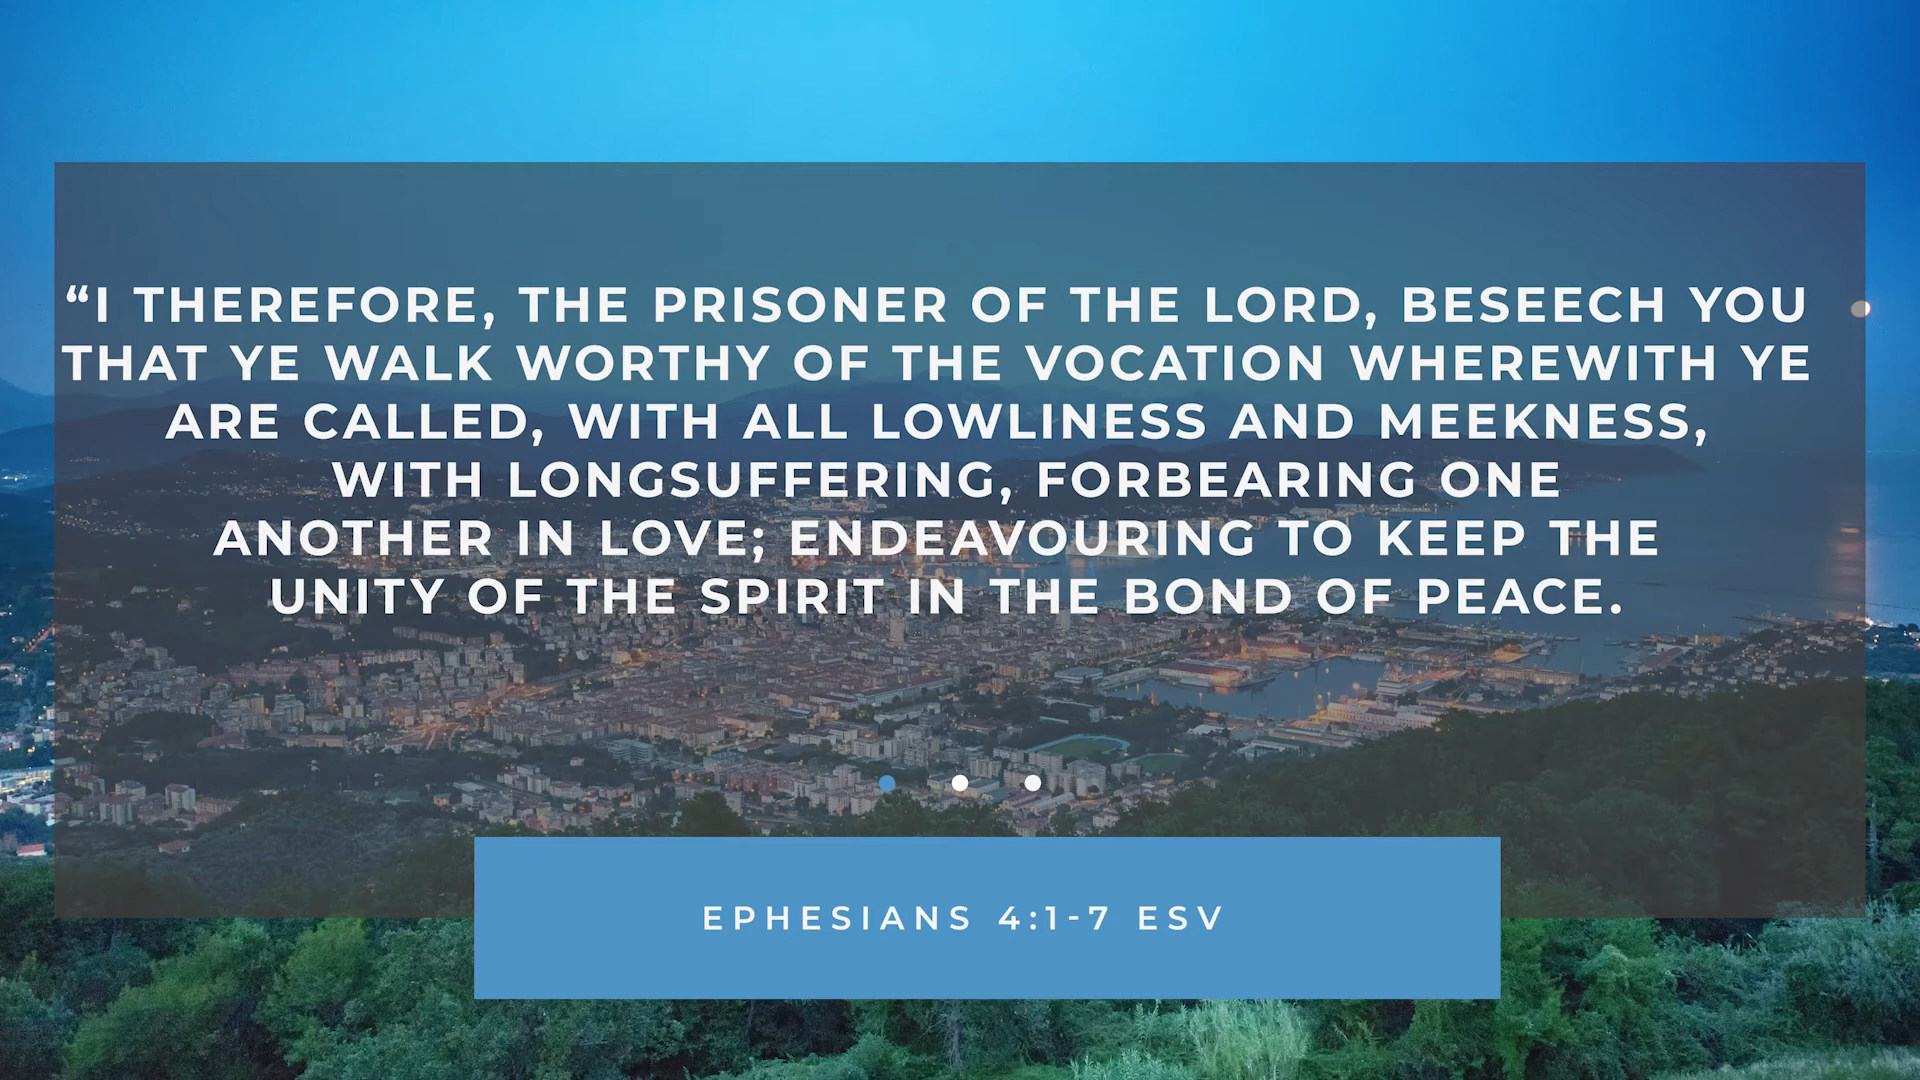 “I THEREFORE, THE PRISONER OF THE LORD, BESEECH YOU
THAT YE WALK WORTHY OF THE VOCATION WHEREWITH YE
ARE CALLED, WITH ALL LOWLINESS AND MEEKNESS,
WITH LONGSUFFERING, FORBEARING ONE
ANOTHER IN LOVE; ENDEAVOURING TO KEEP THE
UNITY OF THE SPIRIT IN THE BOND OF PEACE.
EPHESIANS 4:1-7 ESV